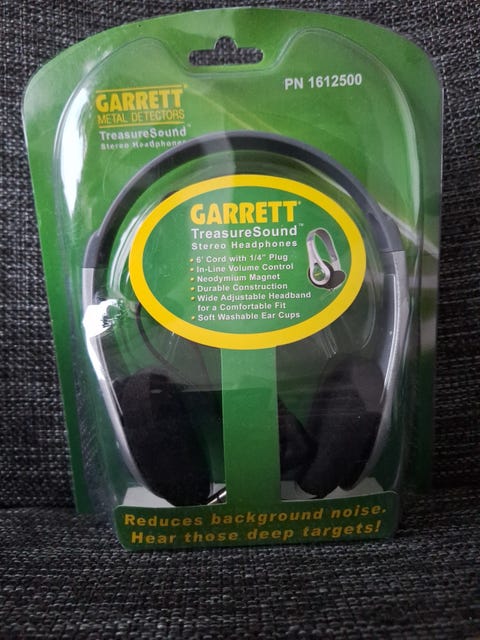 PN 1612500
GARRETT
METAL DETECTORS
TreasureSound™
Stereo Headphones
GARRETT®
TreasureSound™
Stereo Headphones
• 6' Cord with 1/4" Plug
• In-Line Volume Control
• Neodymium Magnet
• Durable Construction
• Wide Adjustable Headband
for a Comfortable Fit
• Soft Washable Ear Cups
Reduces background noise.
Hear those deep targets!